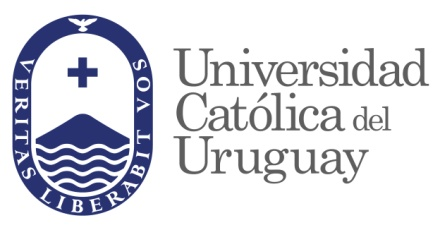 VERITAS LIBERABIT VOS
Universidad
Católica del
Uruguay